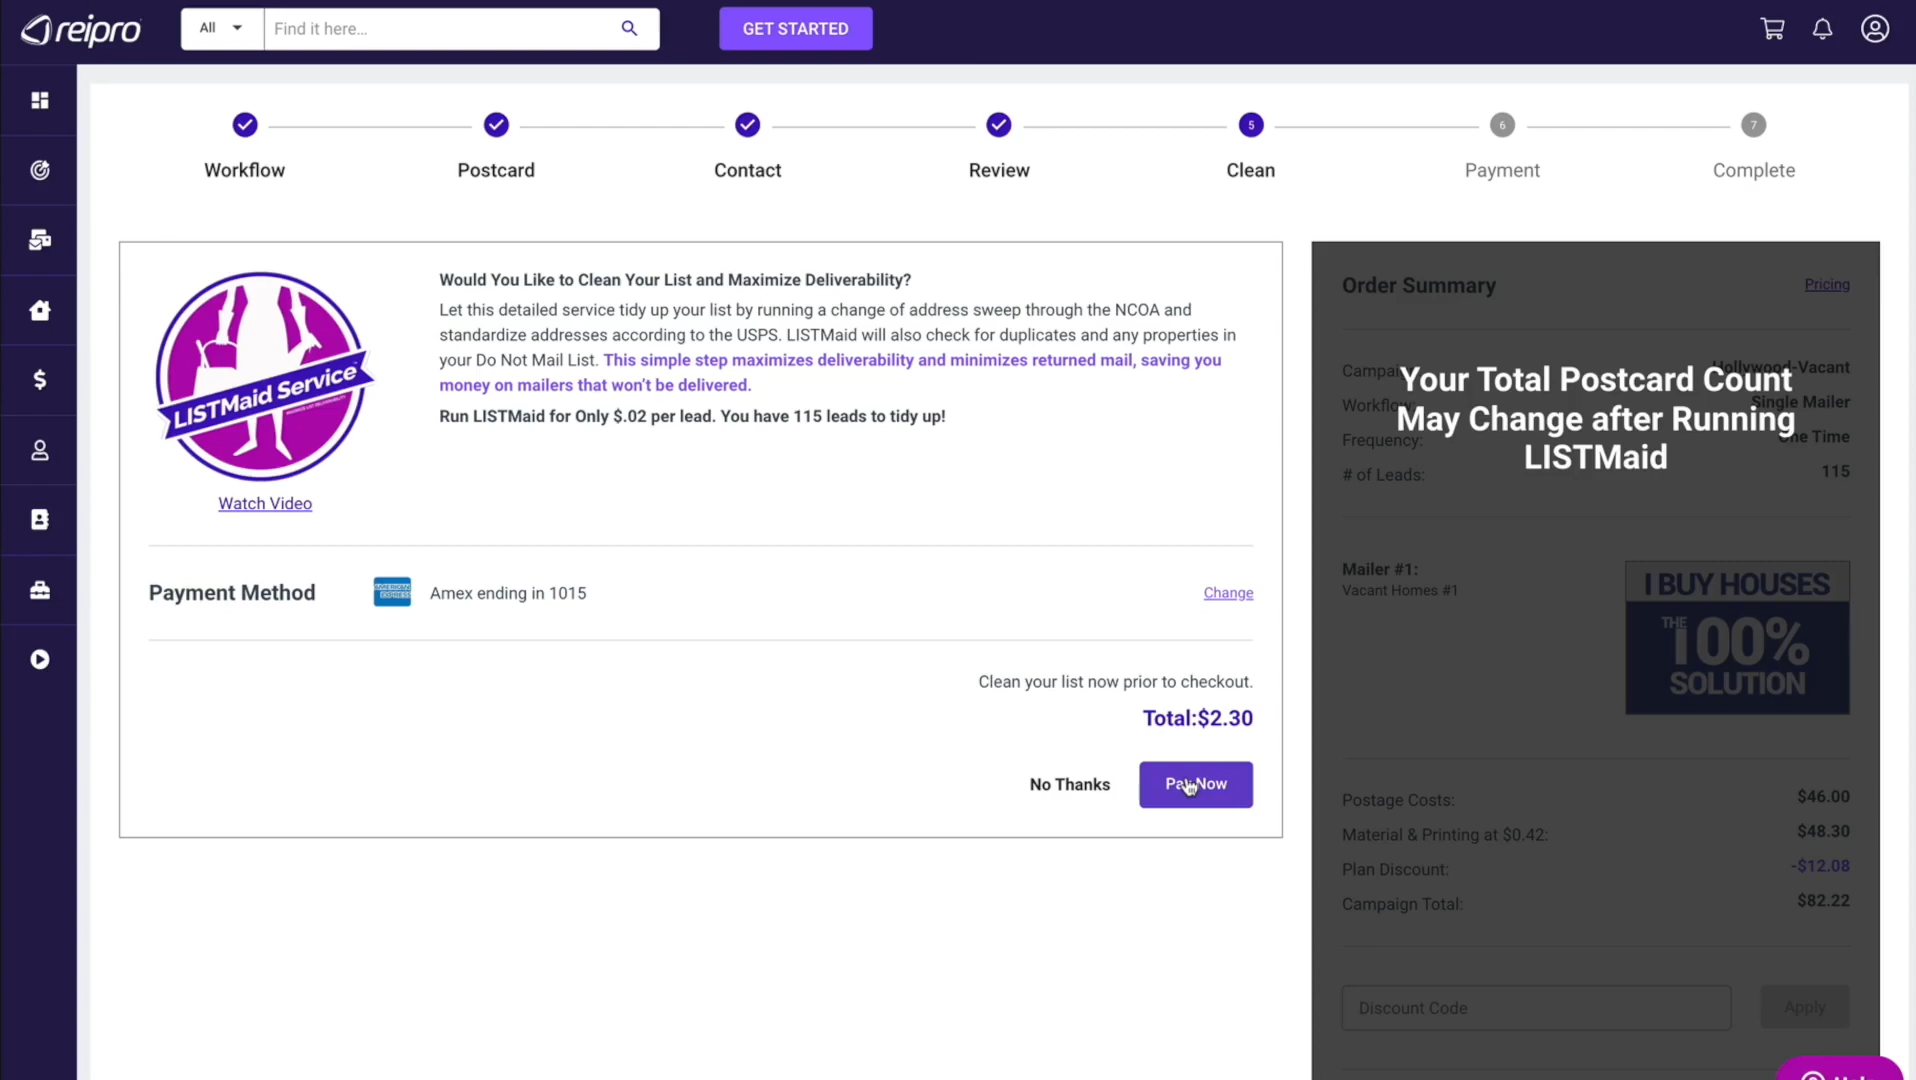 reipro
All
Find it here...
GET STARTED
5
6
7
Workflow
Postcard
Contact
Review
Clean
Payment
Complete
Would You Like to Clean Your List and Maximize Deliverability?
Let this detailed service tidy up your list by running a change of address sweep through the NCOA and
standardize addresses according to the USPS. LISTMaid will also check for duplicates and any properties in
your Do Not Mail List. This simple step maximizes deliverability and minimizes returned mail, saving you
money on mailers that won't be delivered.
Run LISTMaid for Only $.02 per lead. You have 115 leads to tidy up!
LISTMaid Service
Watch Video
Payment Method
AMERICAN
EXPRESS
Amex ending in 1015
Change
Clean your list now prior to checkout.
Total:$2.30
No Thanks
Pay Now
Order Summary
Pricing
Your Total Postcard Count
May Change after Running
LISTMaid
Hollywood-Vacant
Workflow:
Single Mailer
Frequency:
One Time
# of Leads:
115
Mailer #1:
Vacant Homes #1
I BUY HOUSES
THE
100%
SOLUTION
Postage Costs:
$46.00
Material & Printing at $0.42:
$48.30
Plan Discount:
-$12.08
Campaign Total:
$82.22
Discount Code
Apply